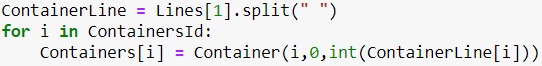 ContainerLine = Lines[1].split(" ")
for i in ContainersId:
    Containers[i] = Container(i,0,int(ContainerLine[i]))